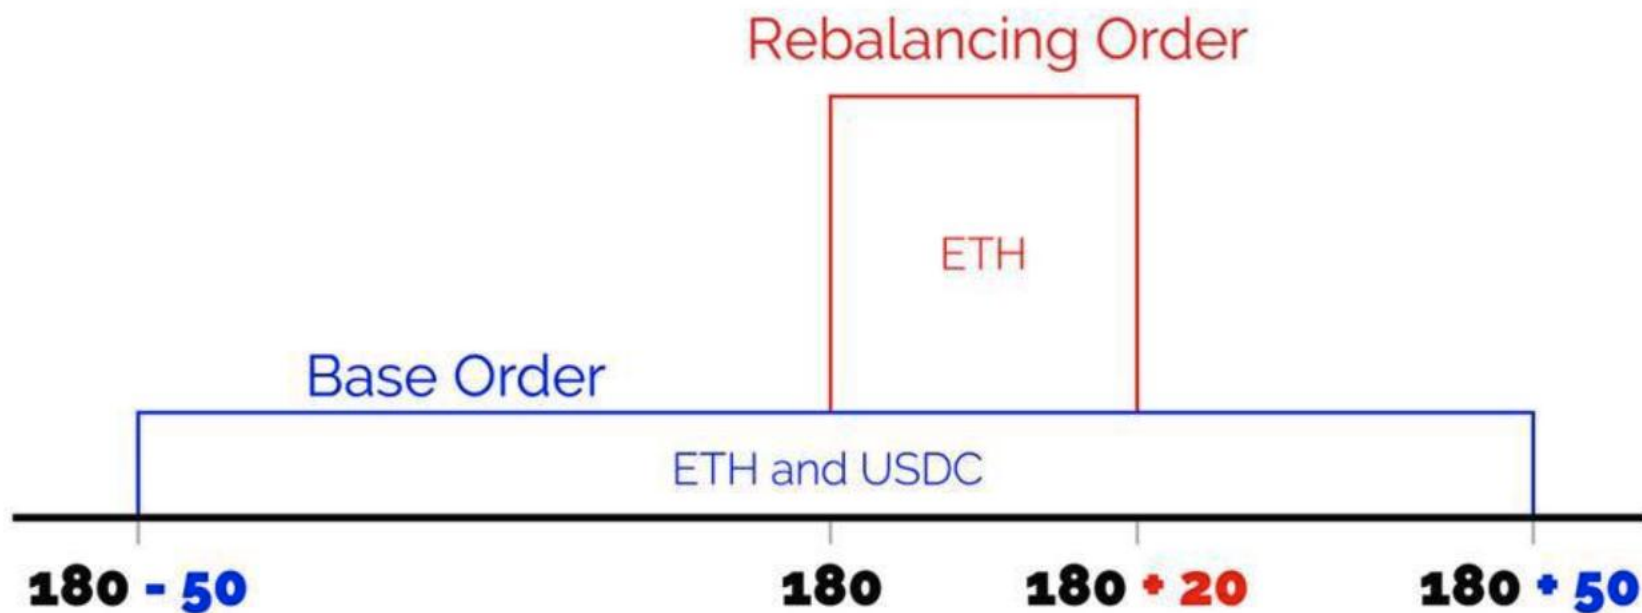 Rebalancing Order
ETH
Base Order
ETH and USDC
180 - 50 180 180 + 20 180 + 50